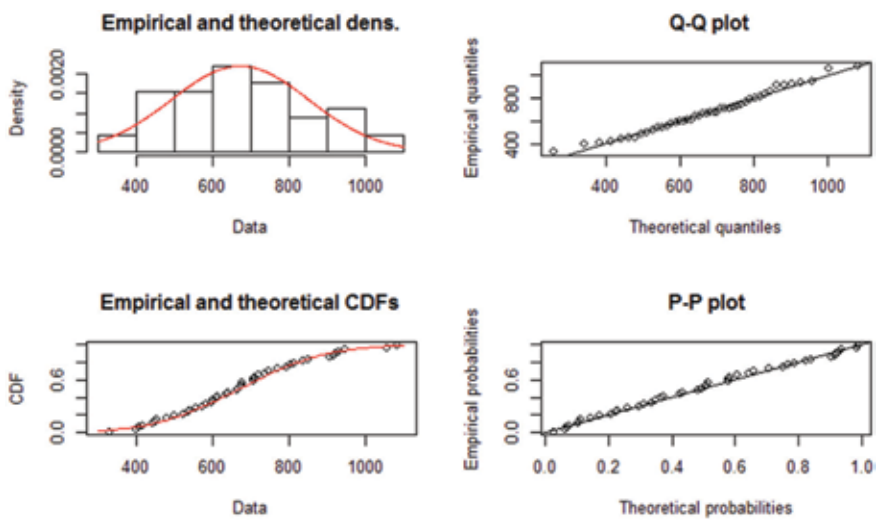 Empirical and theoretical dens.
Density
0.0000
0.0020
400
600
800
1000
Data
Q-Q plot
Empirical quantiles
400
800
400
600
800
1000
Theoretical quantiles
Empirical and theoretical CDFs
CDF
0.0
0.6
400
600
800
1000
Data
P-P plot
Empirical probabilities
0.0
0.6
0.0
0.2
0.4
0.6
0.8
1.0
Theoretical probabilities